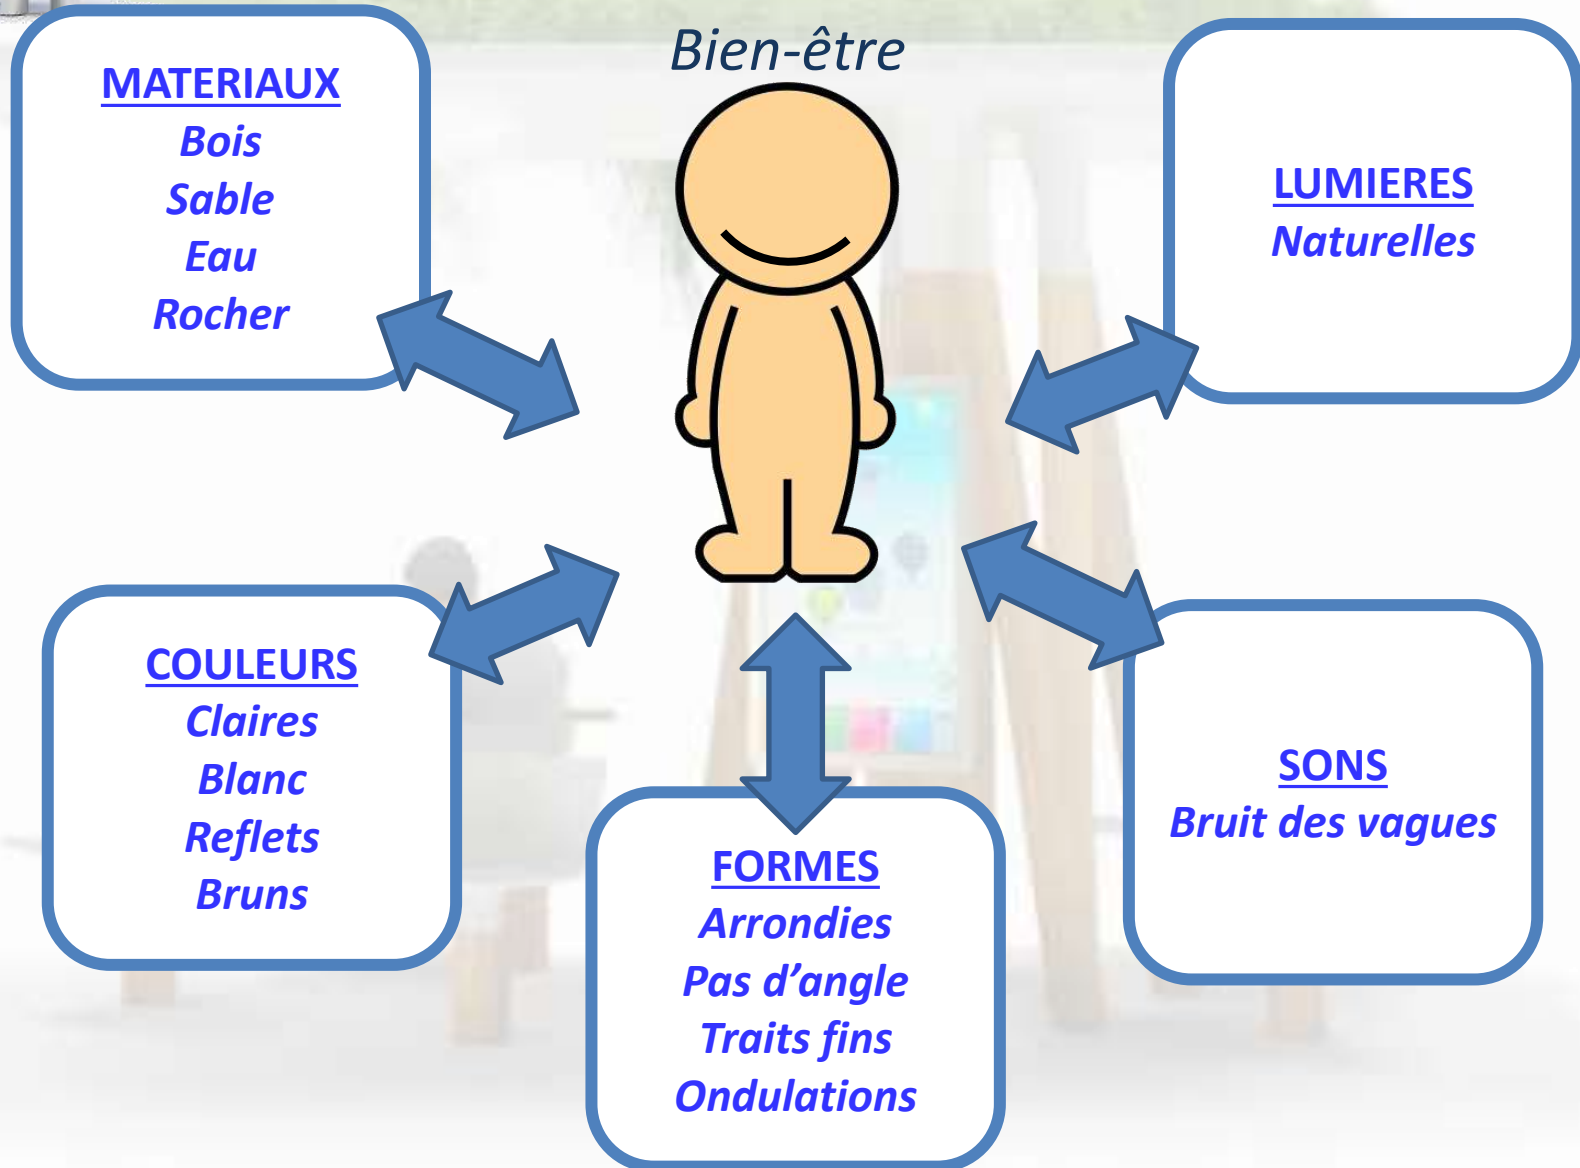 Bien-être
MATERIAUX
Bois
Sable
Eau
Rocher
LUMIERES
Naturelles
COULEURS
Claires
Blanc
Reflets
Bruns
FORMES
Arrondies
Pas d’angle
Traits fins
Ondulations
SONS
Bruit des vagues